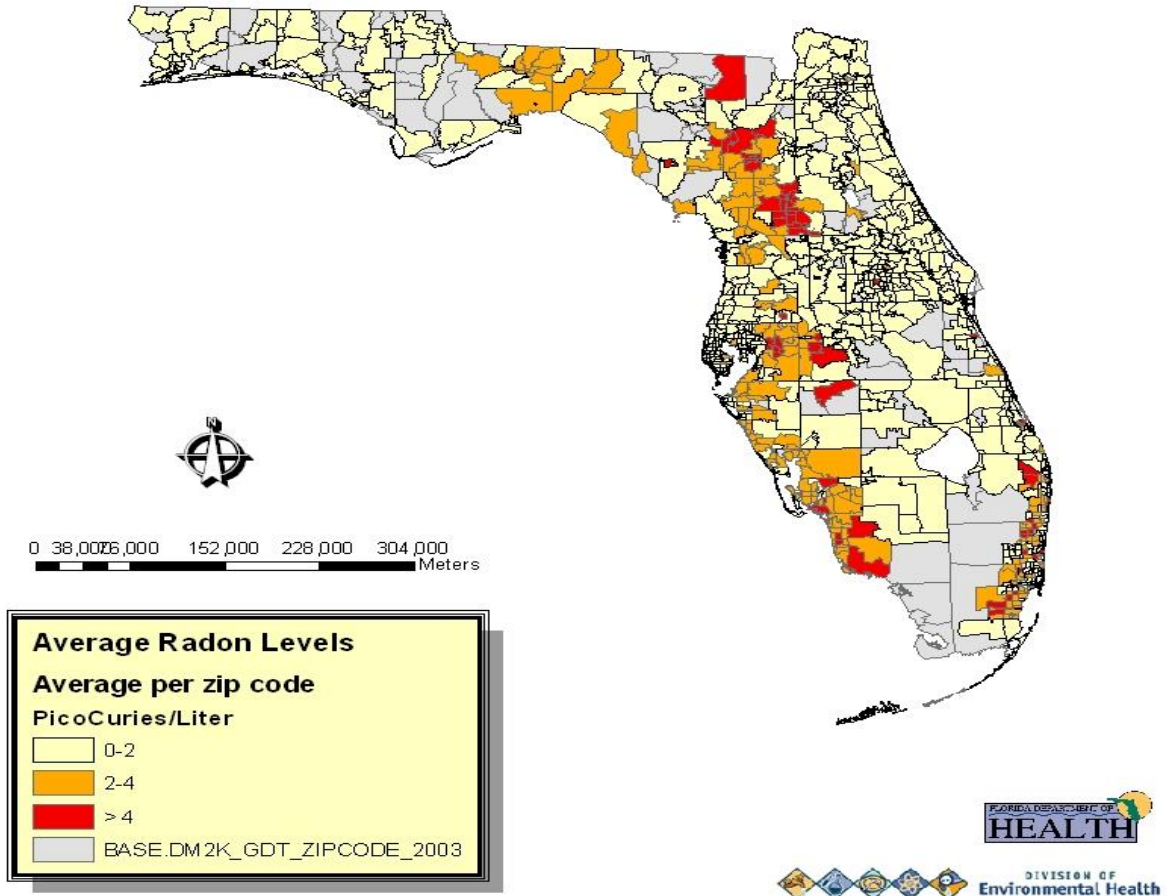 N
0 38,000 76,000 152,000 228,000 304,000
Meters
Average Radon Levels
Average per zip code
PicoCuries/Liter
0-2
2-4
> 4
BASE.DM2K_GDT_ZIPCODE_2003
FLORIDA DEPARTMENT OF
HEALTH
DIVISION OF
Environmental Health